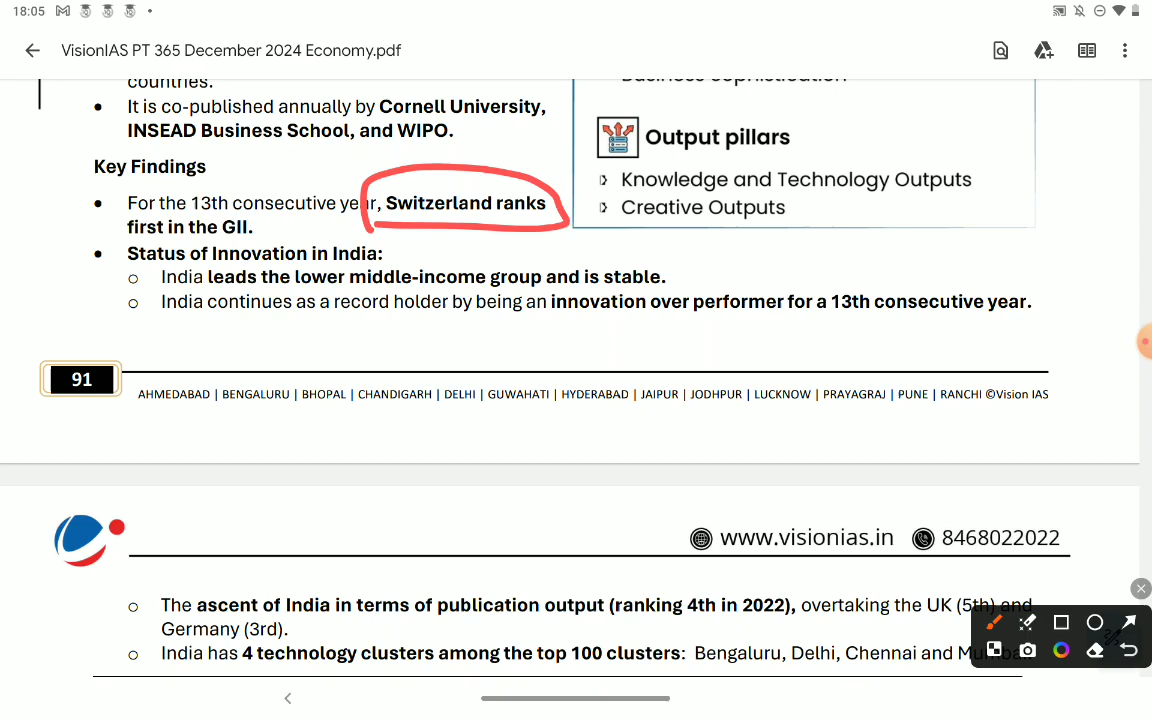 18:05
VisionIAS PT 365 December 2024 Economy.pdf
countries.
• It is co-published annually by Cornell University,
INSEAD Business School, and WIPO.
Key Findings
• For the 13th consecutive year, Switzerland ranks
first in the GII.
• Status of Innovation in India:
o India leads the lower middle-income group and is stable.
o India continues as a record holder by being an innovation over performer for a 13th consecutive year.
Business Sophistication
Output pillars
Knowledge and Technology Outputs
Creative Outputs
91
AHMEDABAD | BENGALURU | BHOPAL | CHANDIGARH | DELHI | GUWAHATI | HYDERABAD | JAIPUR | JODHPUR | LUCKNOW | PRAYAGRAJ | PUNE | RANCHI ©Vision IAS
www.visionias.in 8468022022
o The ascent of India in terms of publication output (ranking 4th in 2022), overtaking the UK (5th) and
Germany (3rd).
o India has 4 technology clusters among the top 100 clusters: Bengaluru, Delhi, Chennai and